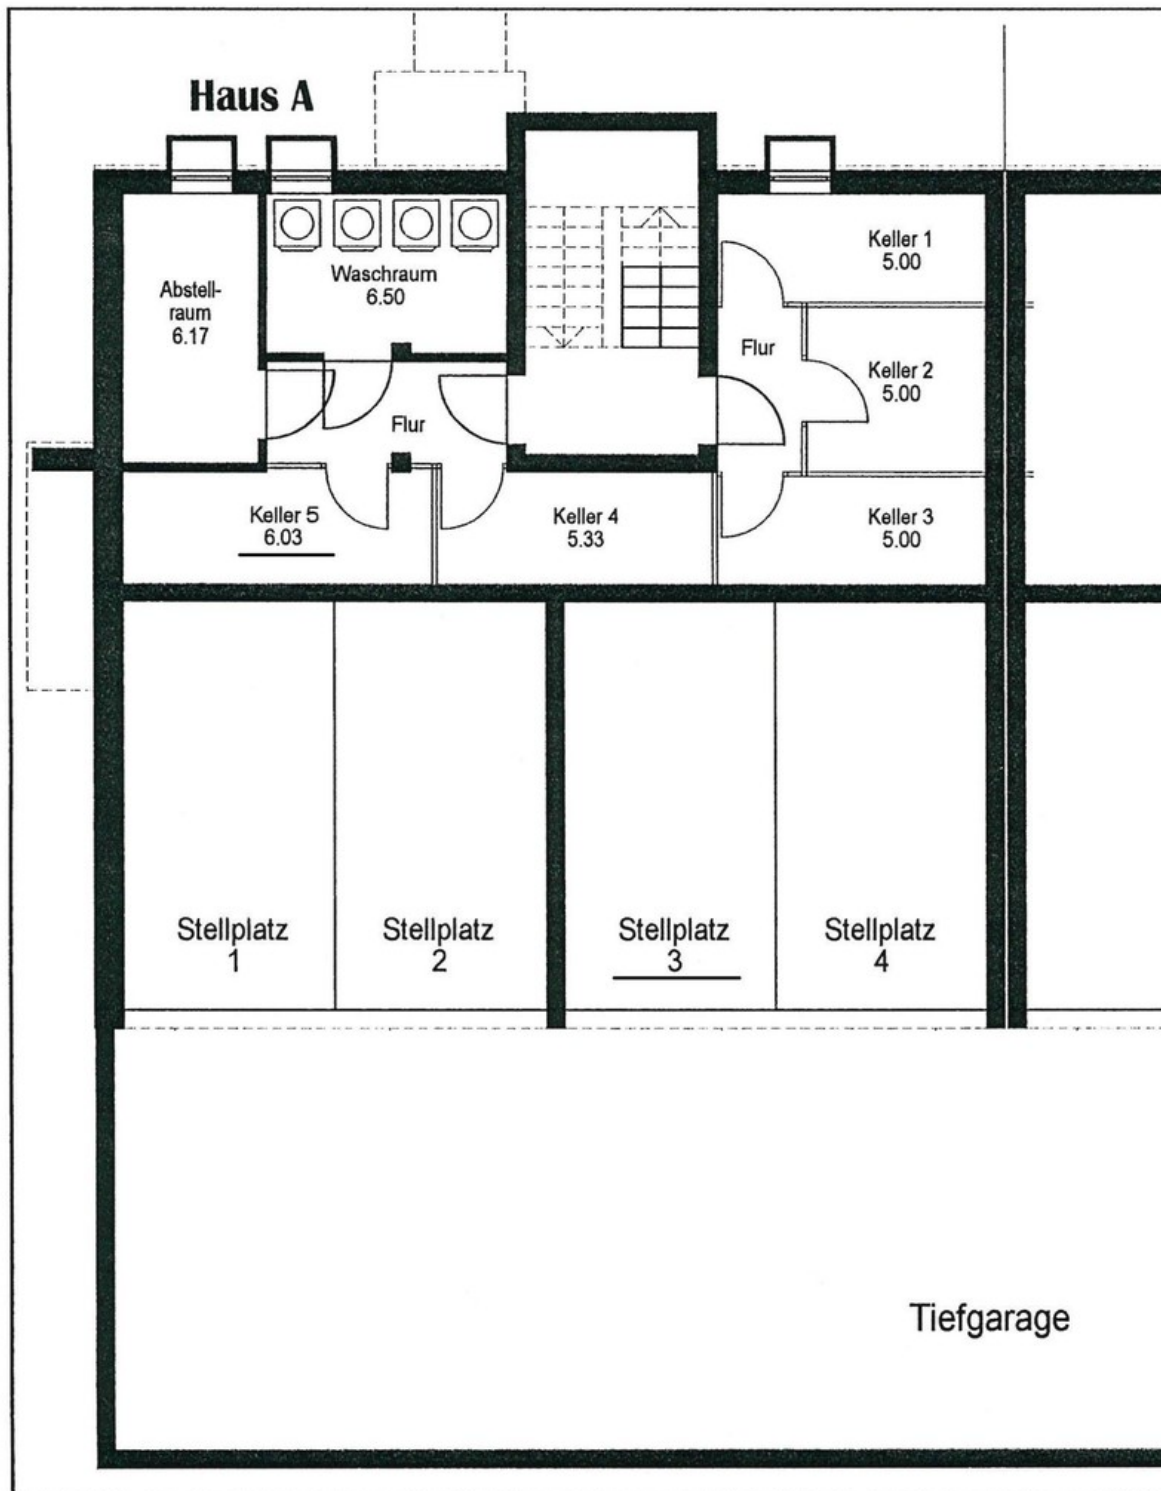 Haus A
Abstell-
raum
6.17
Waschraum
6.50
Keller 1
5.00
Flur
Keller 2
5.00
Flur
Keller 5
6.03
Keller 4
5.33
Keller 3
5.00
Stellplatz
1
Stellplatz
2
Stellplatz
3
Stellplatz
4
Tiefgarage